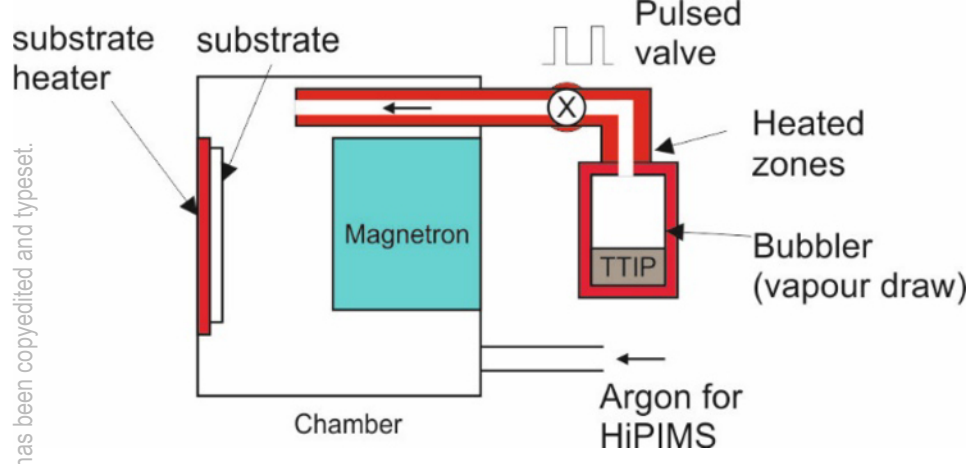 Pulsed
valve
substrate
heater
substrate
X
Heated
zones
Magnetron
TTIP
Bubbler
(vapour draw)
Argon for
HiPIMS
Chamber
has been copyedited and typeset.